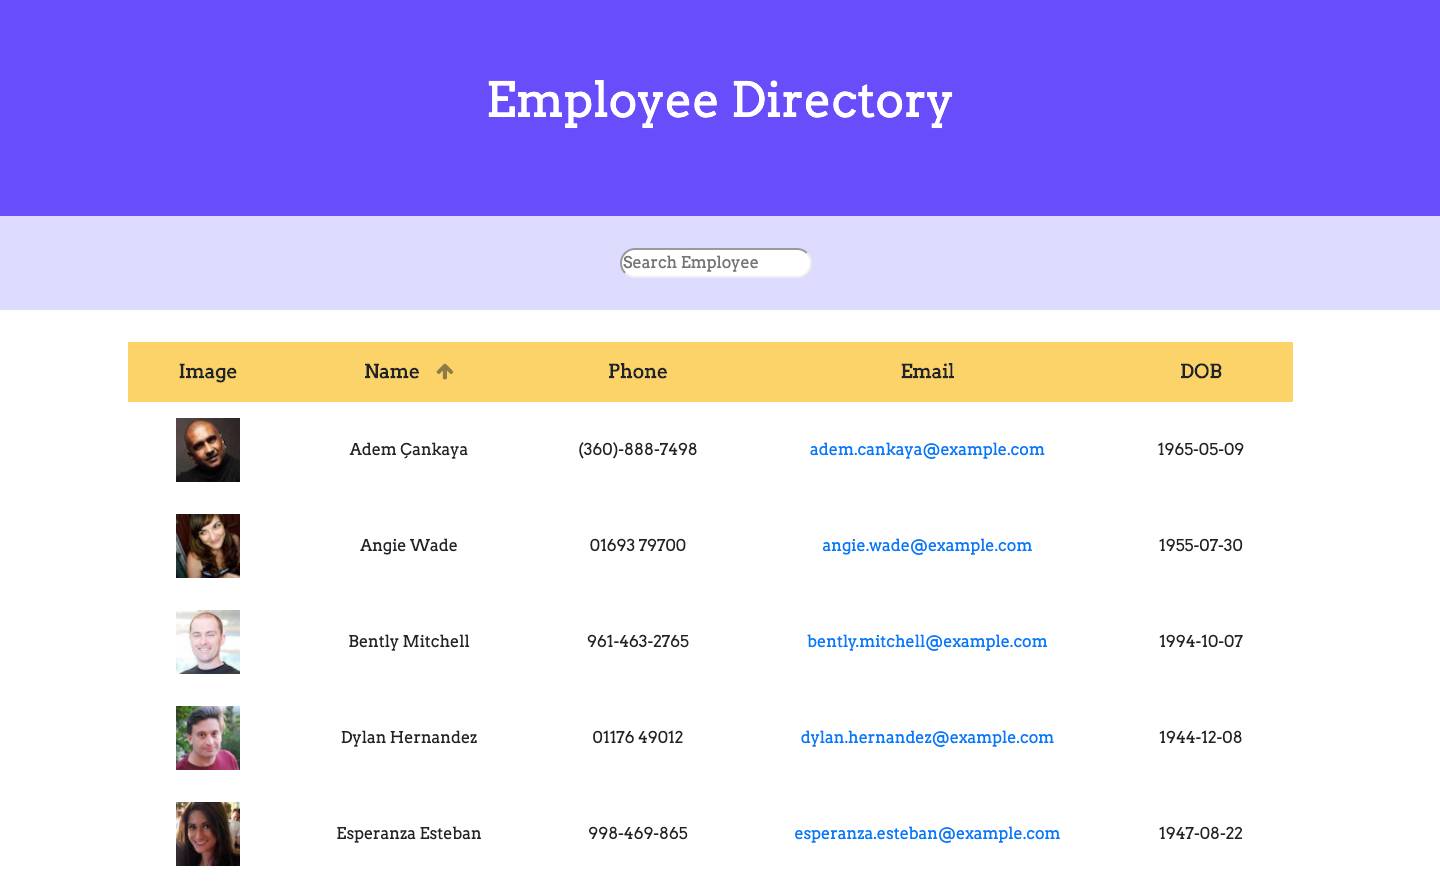 Employee Directory
Search Employee
Image Name Phone Email DOB
Adem Çankaya (360)-888-7498 adem.cankaya@example.com 1965-05-09
Angie Wade 01693 79700 angie.wade@example.com 1955-07-30
Bently Mitchell 961-463-2765 bently.mitchell@example.com 1994-10-07
Dylan Hernandez 01176 49012 dylan.hernandez@example.com 1944-12-08
Esperanza Esteban 998-469-865 esperanza.esteban@example.com 1947-08-22